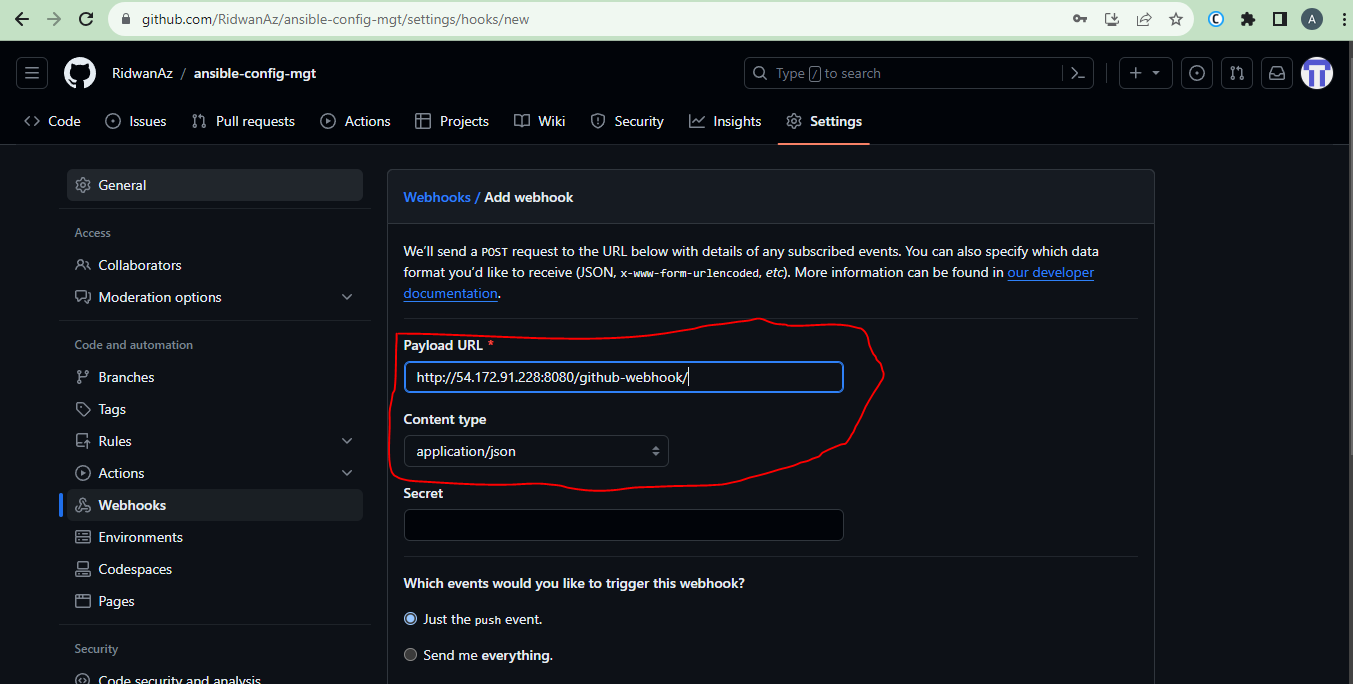 github.com/RidwanAz/ansible-config-mgt/settings/hooks/new
C
A
RidwanAz / ansible-config-mgt
Type / to search
Code
Issues
Pull requests
Actions
Projects
Wiki
Security
Insights
Settings
General
Access
Collaborators
Moderation options
Code and automation
Branches
Tags
Rules
Actions
Webhooks
Environments
Codespaces
Pages
Security
Code security and analysis
Webhooks / Add webhook
We'll send a POST request to the URL below with details of any subscribed events. You can also specify which data
format you'd like to receive (JSON, x-www-form-urlencoded, etc). More information can be found in our developer
documentation.
Payload URL *
http://54.172.91.228:8080/github-webhook/
Content type
application/json
Secret
Which events would you like to trigger this webhook?
Just the push event.
Send me everything.